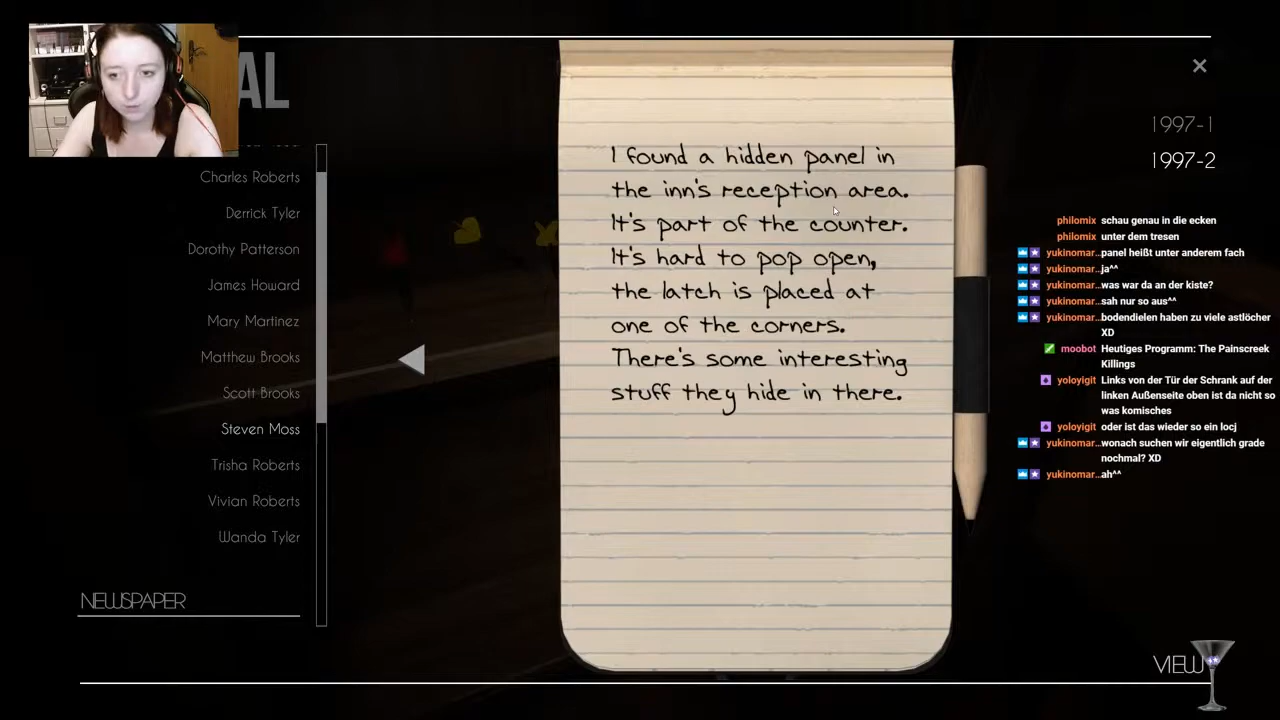 AL
Charles Roberts
Derrick Tyler
Dorothy Patterson
James Howard
Mary Martinez
Matthew Brooks
Scott Brooks
Steven Moss
Trisha Roberts
Vivian Roberts
Wanda Tyler
NEWSPAPER
I found a hidden panel in
the inn's reception area.
It's part of the counter.
It's hard to pop open,
the latch is placed at
one of the corners.
There's some interesting
stuff they hide in there.
×
1997-1
1997-2
philomix schau genau in die ecken
philomix unter dem tresen
yukinomar... panel heißt unter anderem fach
yukinomar... ja^^
yukinomar... was war da an der kiste?
yukinomar... sah nur so aus^^
yukinomar... bodendielen haben zu viele astlöcher
XD
moobot Heutiges Programm: The Painscreek
Killings
yoloyigit Links von der Tür der Schrank auf der
linken Außenseite oben ist da nicht so
was komisches
yoloyigit oder ist das wieder so ein locj
yukinomar... wonach suchen wir eigentlich grade
nochmal? XD
yukinomar... ah^^
VIEW